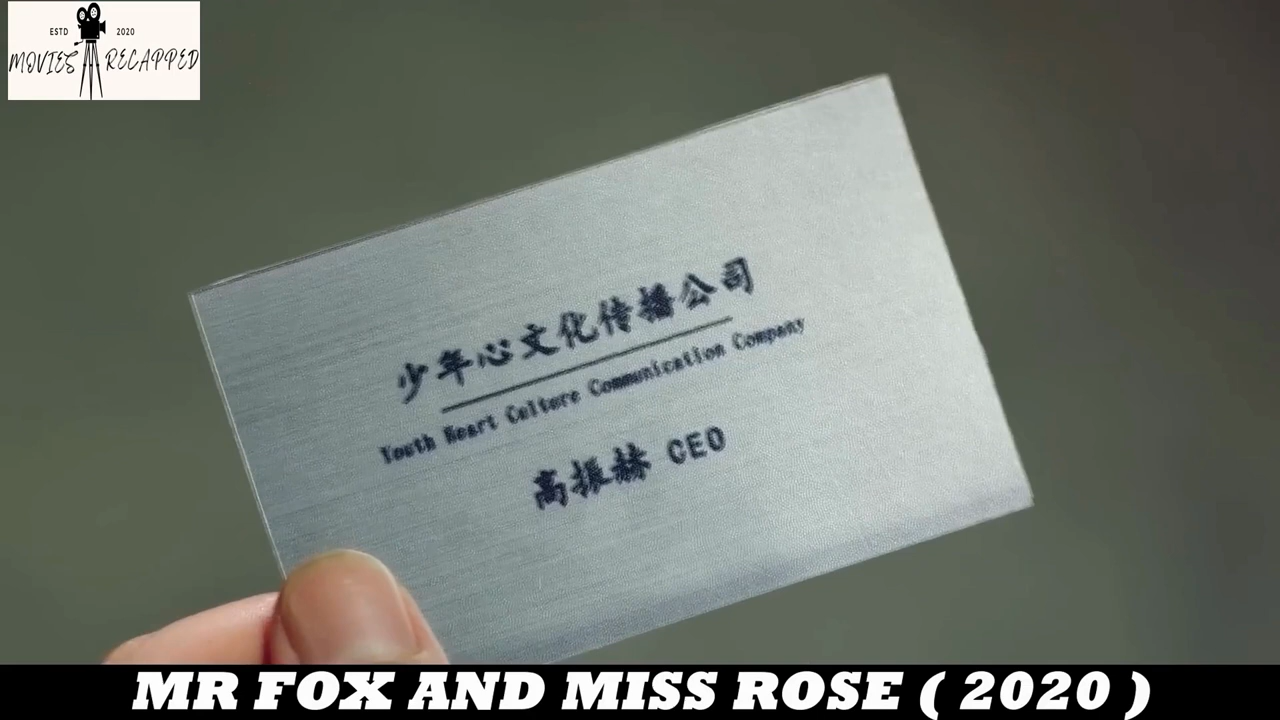 ESTD 2020
MOVIES RECAPPED
少年心文化传播公司
Youth Heart Culture Communication Company
高振赫 CEO
MR FOX AND MISS ROSE ( 2020 )